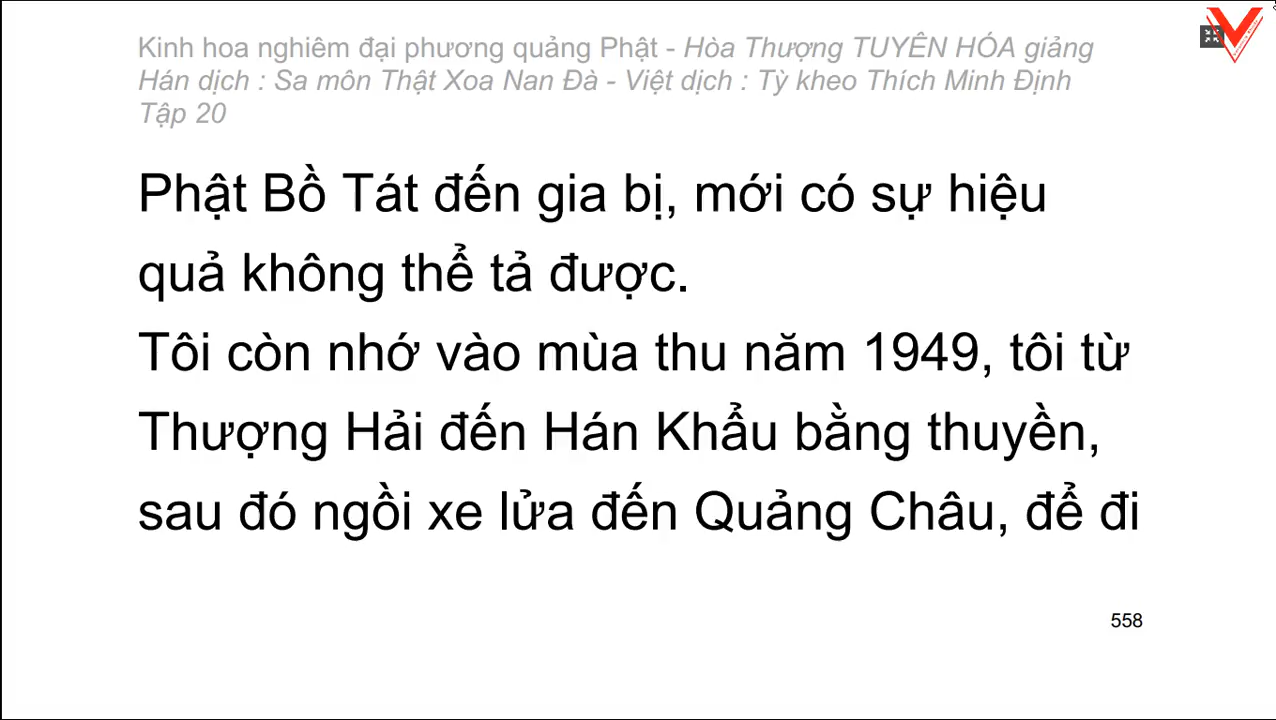 Kinh hoa nghiêm đại phương quảng Phật - Hòa Thượng TUYÊN HÓA giảng
Hán dịch : Sa môn Thật Xoa Nan Đà - Việt dịch : Tỳ kheo Thích Minh Định
Tập 20
Phật Bồ Tát đến gia bị, mới có sự hiệu
quả không thể tả được.
Tôi còn nhớ vào mùa thu năm 1949, tôi từ
Thượng Hải đến Hán Khẩu bằng thuyền,
sau đó ngồi xe lửa đến Quảng Châu, để đi
558